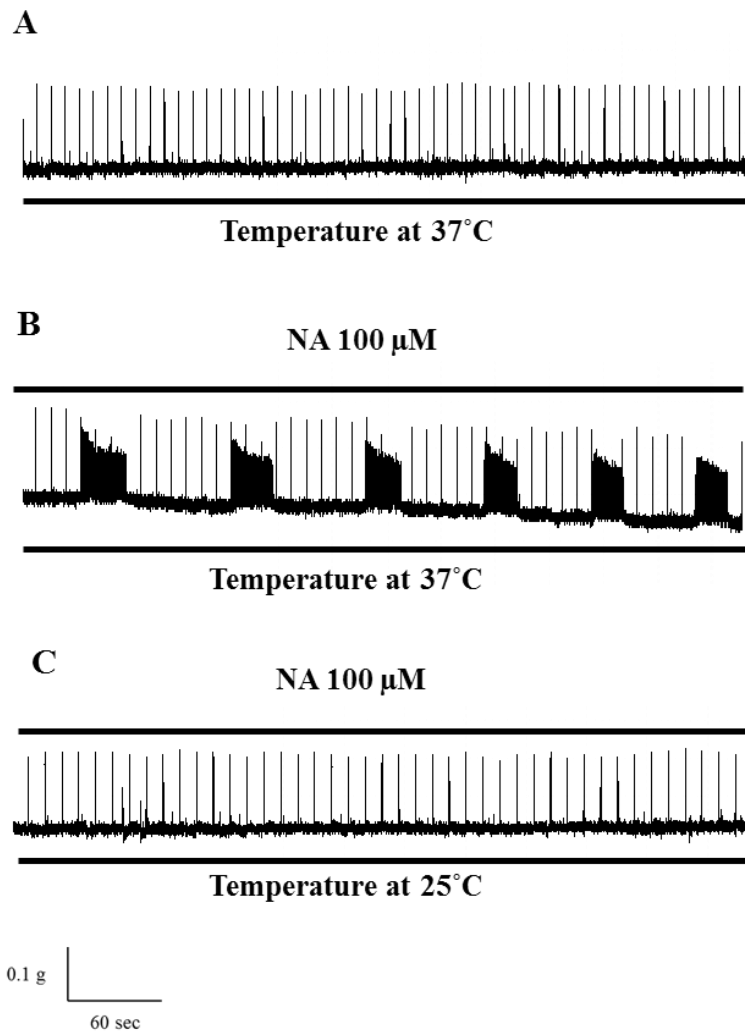 A
Temperature at 37°C
B
NA 100 µM
Temperature at 37°C
C
NA 100 µM
Temperature at 25°C
0.1 g
60 sec